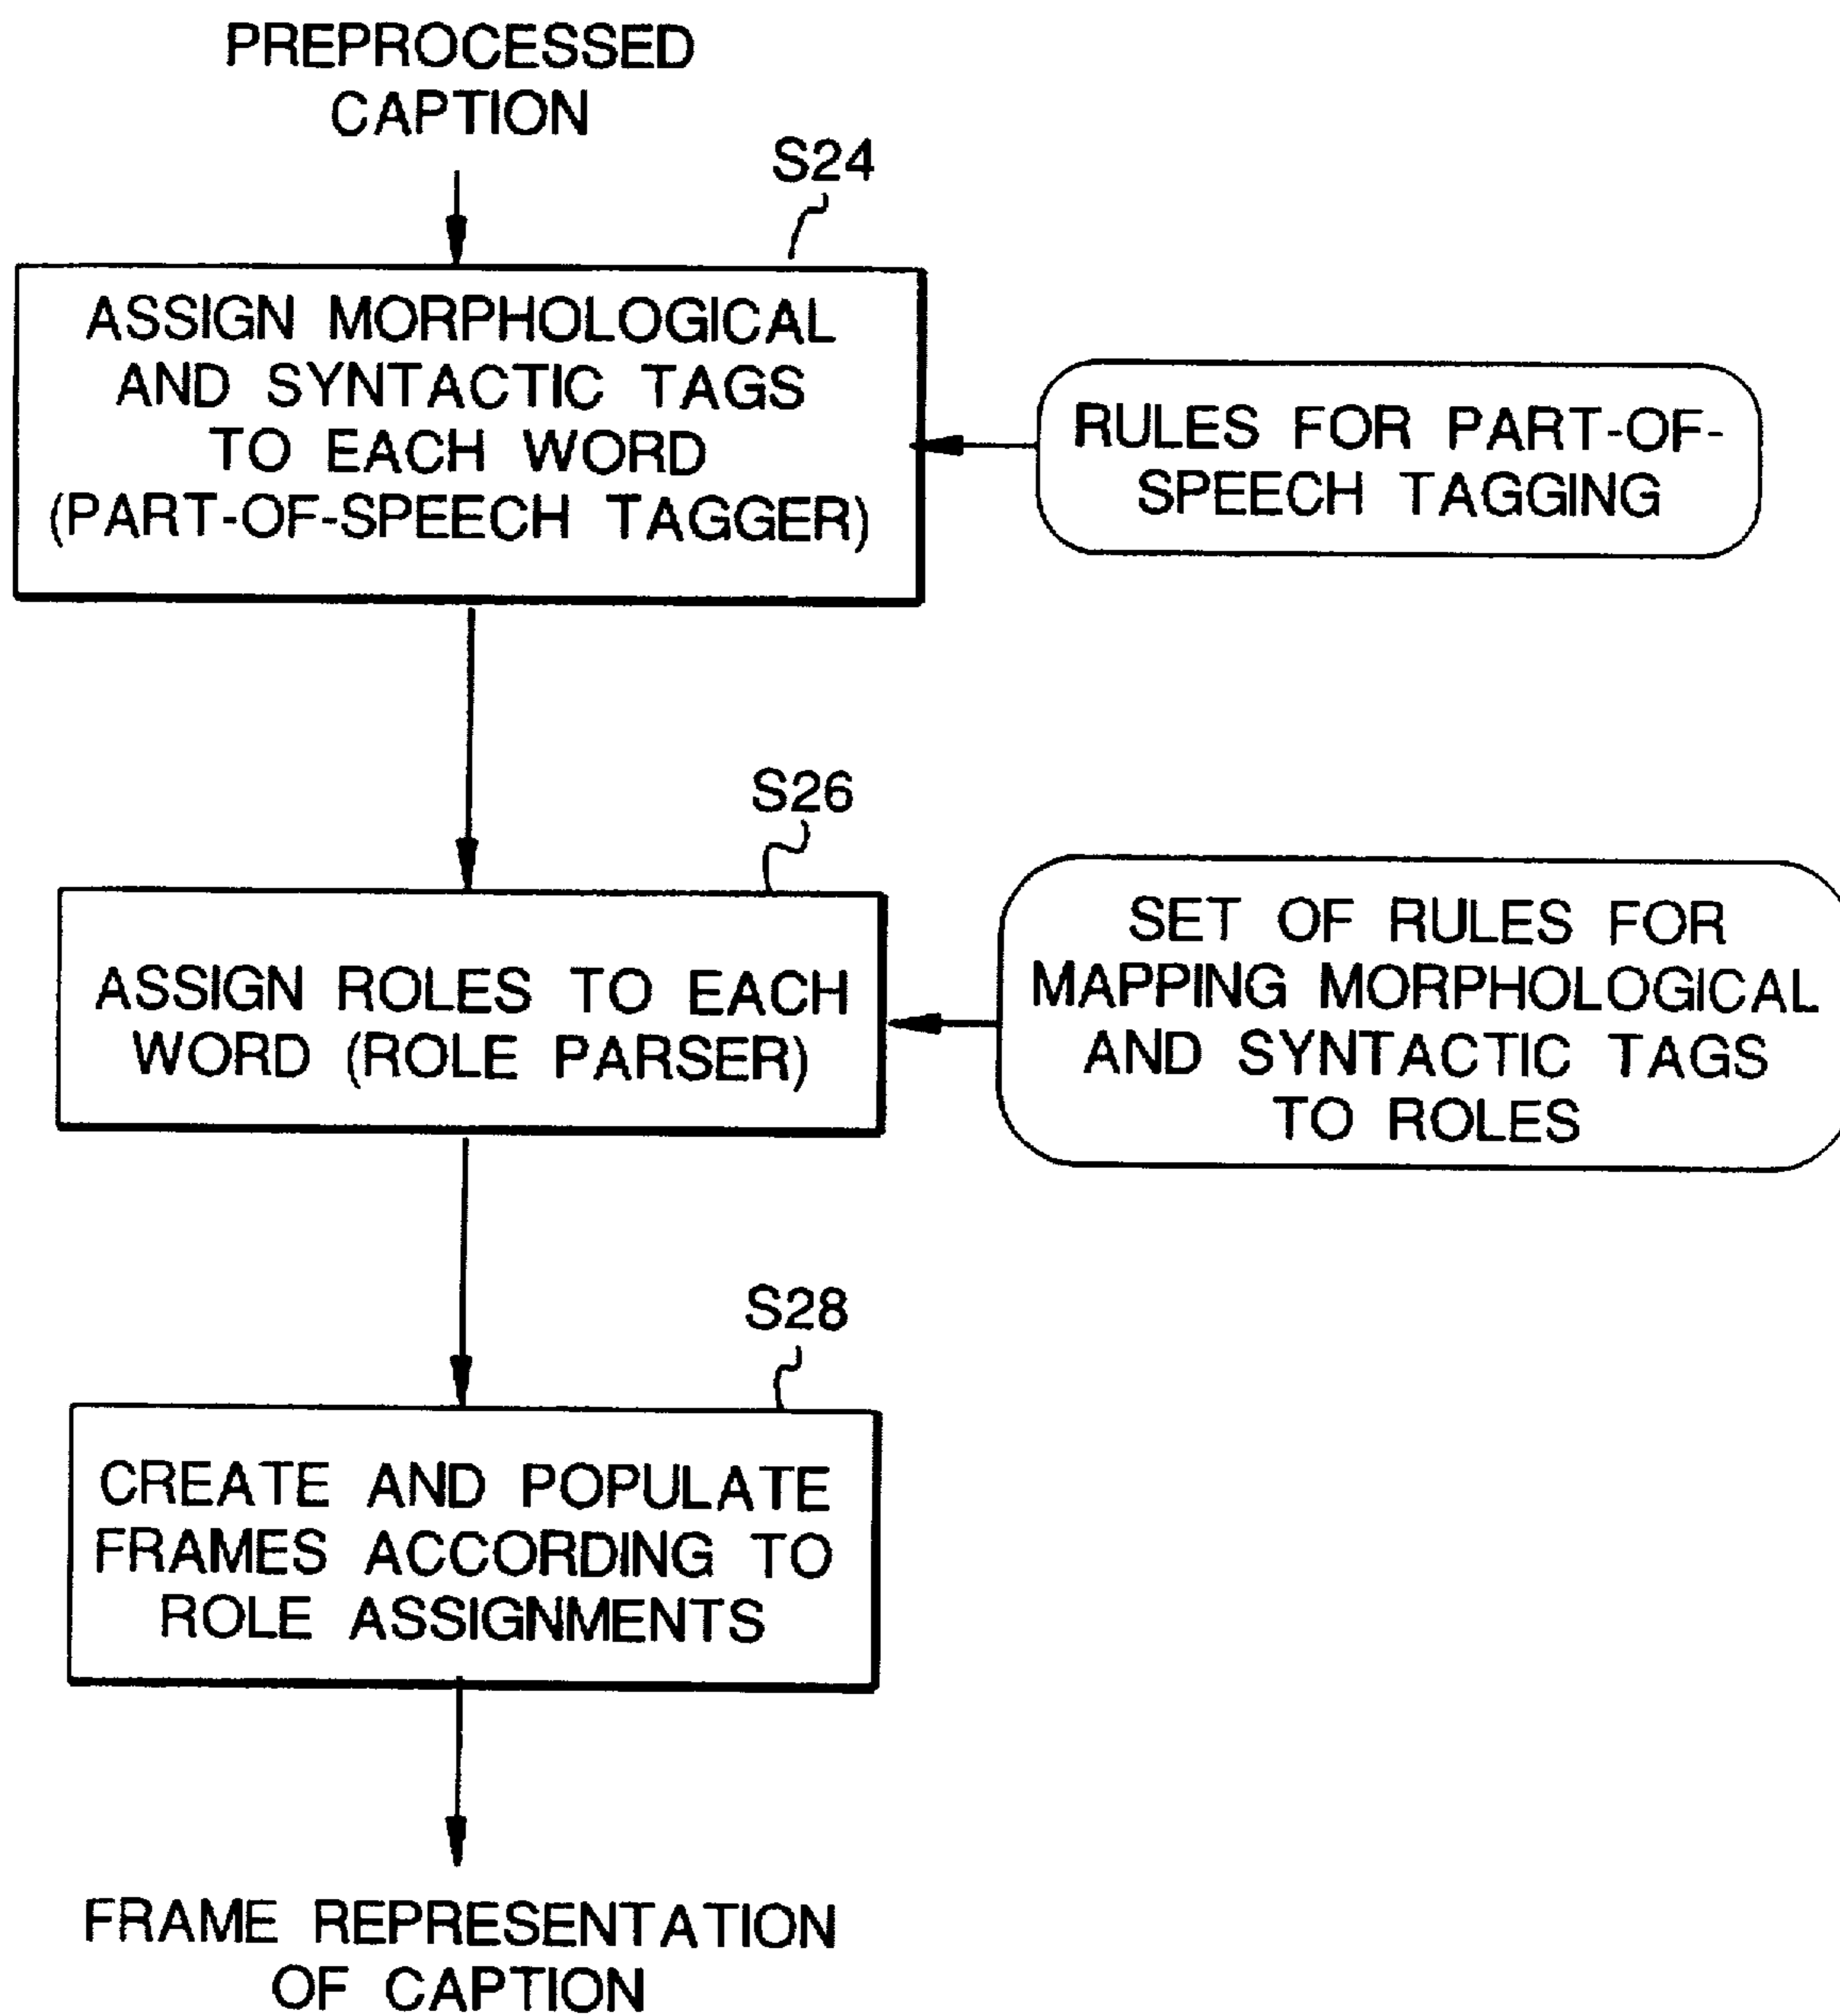 PREPROCESSED
CAPTION
S24
ASSIGN MORPHOLOGICAL
AND SYNTACTIC TAGS
TO EACH WORD
(PART-OF-SPEECH TAGGER)
RULES FOR PART-OF-
SPEECH TAGGING
S26
ASSIGN ROLES TO EACH
WORD (ROLE PARSER)
SET OF RULES FOR
MAPPING MORPHOLOGICAL
AND SYNTACTIC TAGS
TO ROLES
S28
CREATE AND POPULATE
FRAMES ACCORDING TO
ROLE ASSIGNMENTS
FRAME REPRESENTATION
OF CAPTION